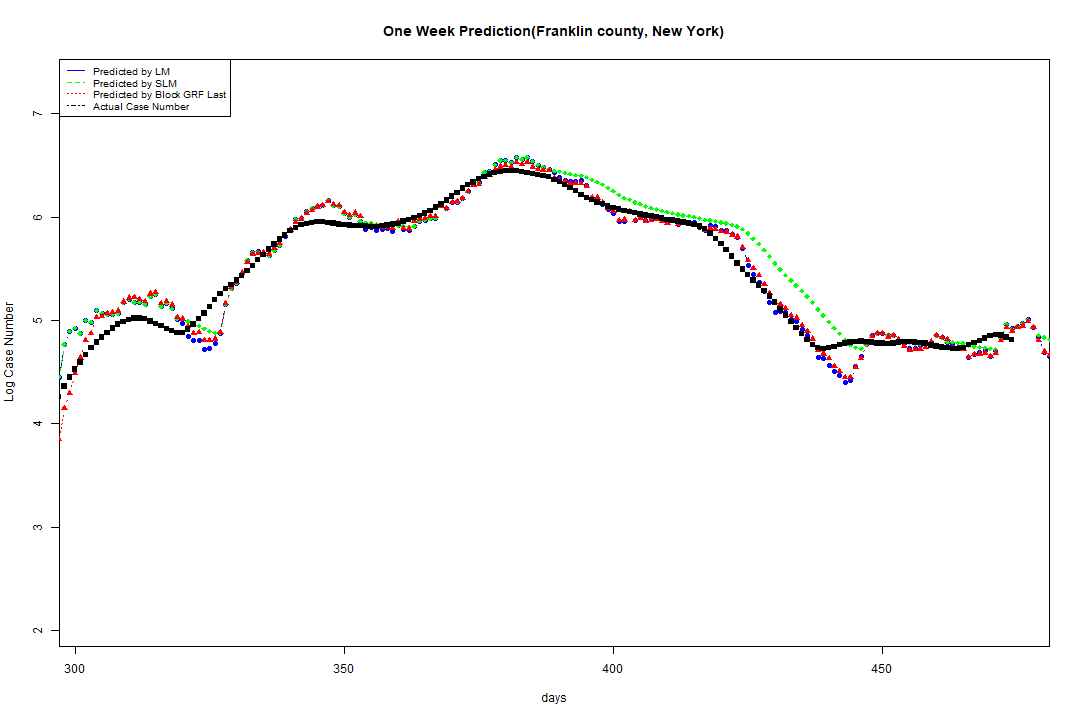 One Week Prediction(Franklin county, New York)
Predicted by LM
Predicted by SLM
Predicted by Block GRF Last
Actual Case Number
7
6
5
4
3
2
Log Case Number
300 350 400 450
days